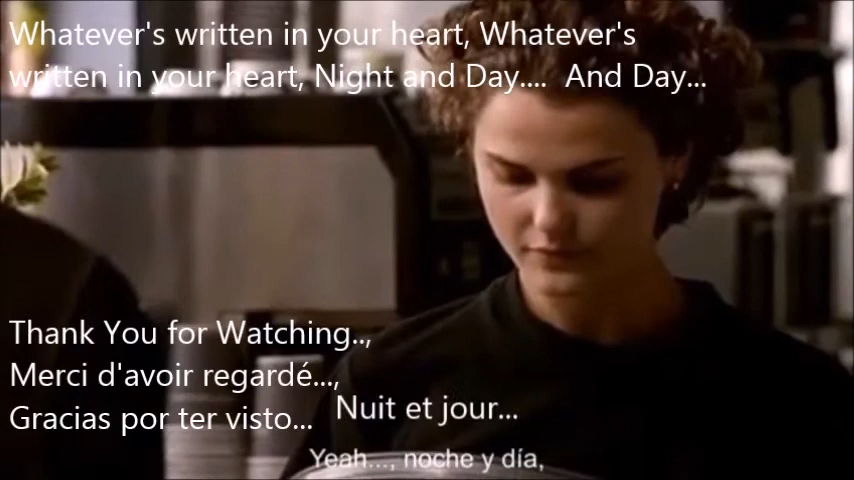 Whatever's written in your heart, Whatever's
written in your heart, Night and Day....  And Day...
Thank You for Watching..,
Merci d'avoir regardé...,
Gracias por ter visto...
Nuit et jour...
Yeah..., noche y día,